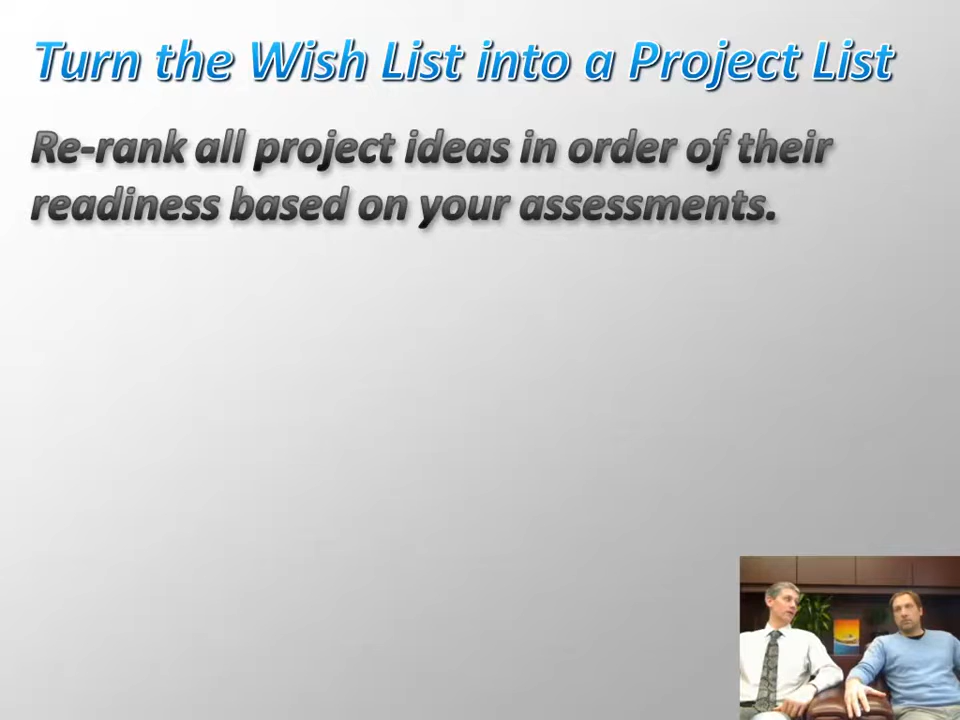 Turn the Wish List into a Project List
Re-rank all project ideas in order of their
readiness based on your assessments.